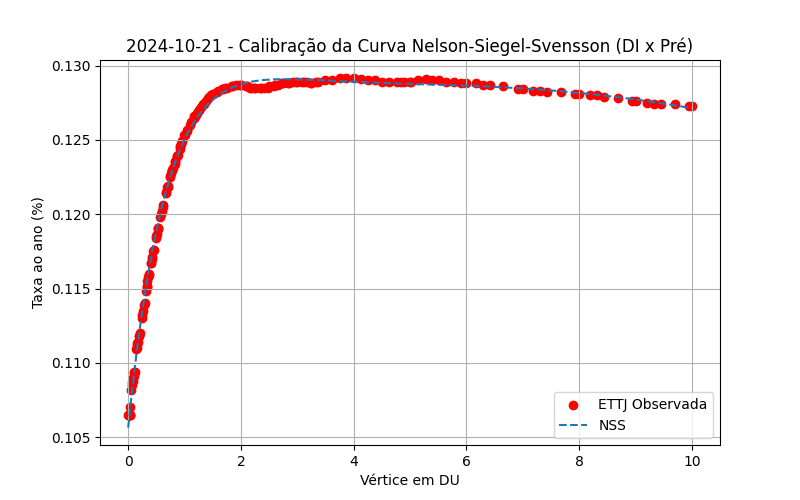 2024-10-21 - Calibração da Curva Nelson-Siegel-Svensson (DI x Pré)
0.130
0.125
0.120
0.115
0.110
0.105
Taxa ao ano (%)
0 2 4 6 8 10
Vértice em DU
ETTJ Observada
NSS